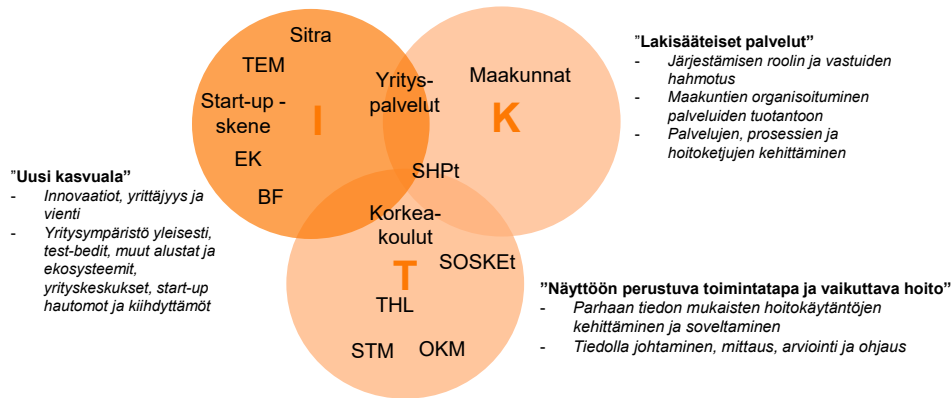 Sitra
TEM
Start-up -
skene
EK
BF
I
Yritys-
palvelut
Maakunnat
K
SHPt
Korkea-
koulut
SOSKEt
T
THL
STM
OKM
"Lakisääteiset palvelut"
- Järjestämisen roolin ja vastuiden
hahmotus
- Maakuntien organisoituminen
palveluiden tuotantoon
- Palvelujen, prosessien ja
hoitoketjujen kehittäminen
"Uusi kasvuala"
- Innovaatiot, yrittäjyys ja
vienti
- Yritysympäristö yleisesti,
test-bedit, muut alustat ja
ekosysteemit,
yrityskeskukset, start-up
hautomot ja kiihdyttämöt
"Näyttöön perustuva toimintatapa ja vaikuttava hoito"
- Parhaan tiedon mukaisten hoitokäytäntöjen
kehittäminen ja soveltaminen
- Tiedolla johtaminen, mittaus, arviointi ja ohjaus